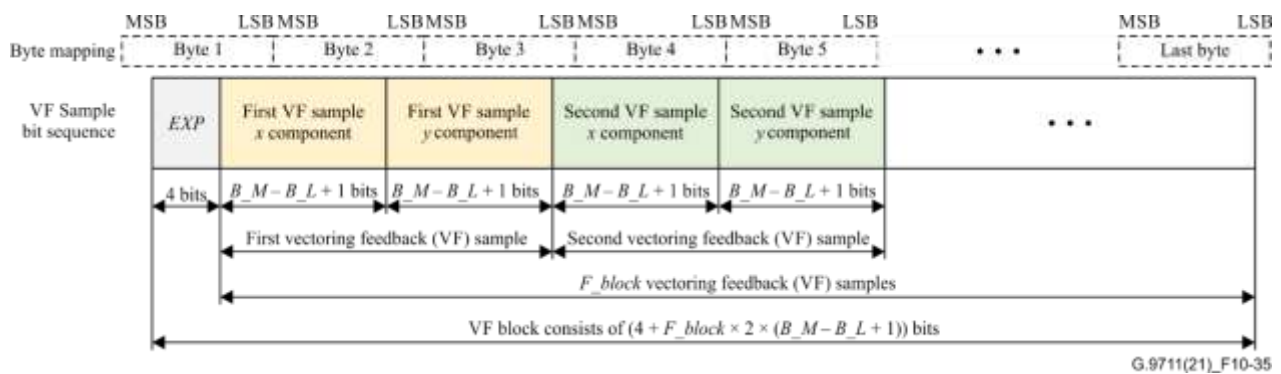 MSB LSB MSB LSB MSB LSB MSB LSB MSB LSB MSB LSB
Byte mapping Byte 1 Byte 2 Byte 3 Byte 4 Byte 5 • • • Last byte
VF Sample
bit sequence
EXP
First VF sample
x component
First VF sample
y component
Second VF sample
x component
Second VF sample
y component
• • •
4 bits B_M – B_L + 1 bits B_M – B_L + 1 bits B_M – B_L + 1 bits B_M – B_L + 1 bits
First vectoring feedback (VF) sample Second vectoring feedback (VF) sample
F_block vectoring feedback (VF) samples
VF block consists of (4 + F_block × 2 × (B_M – B_L + 1)) bits
G.9711(21)_F10-35